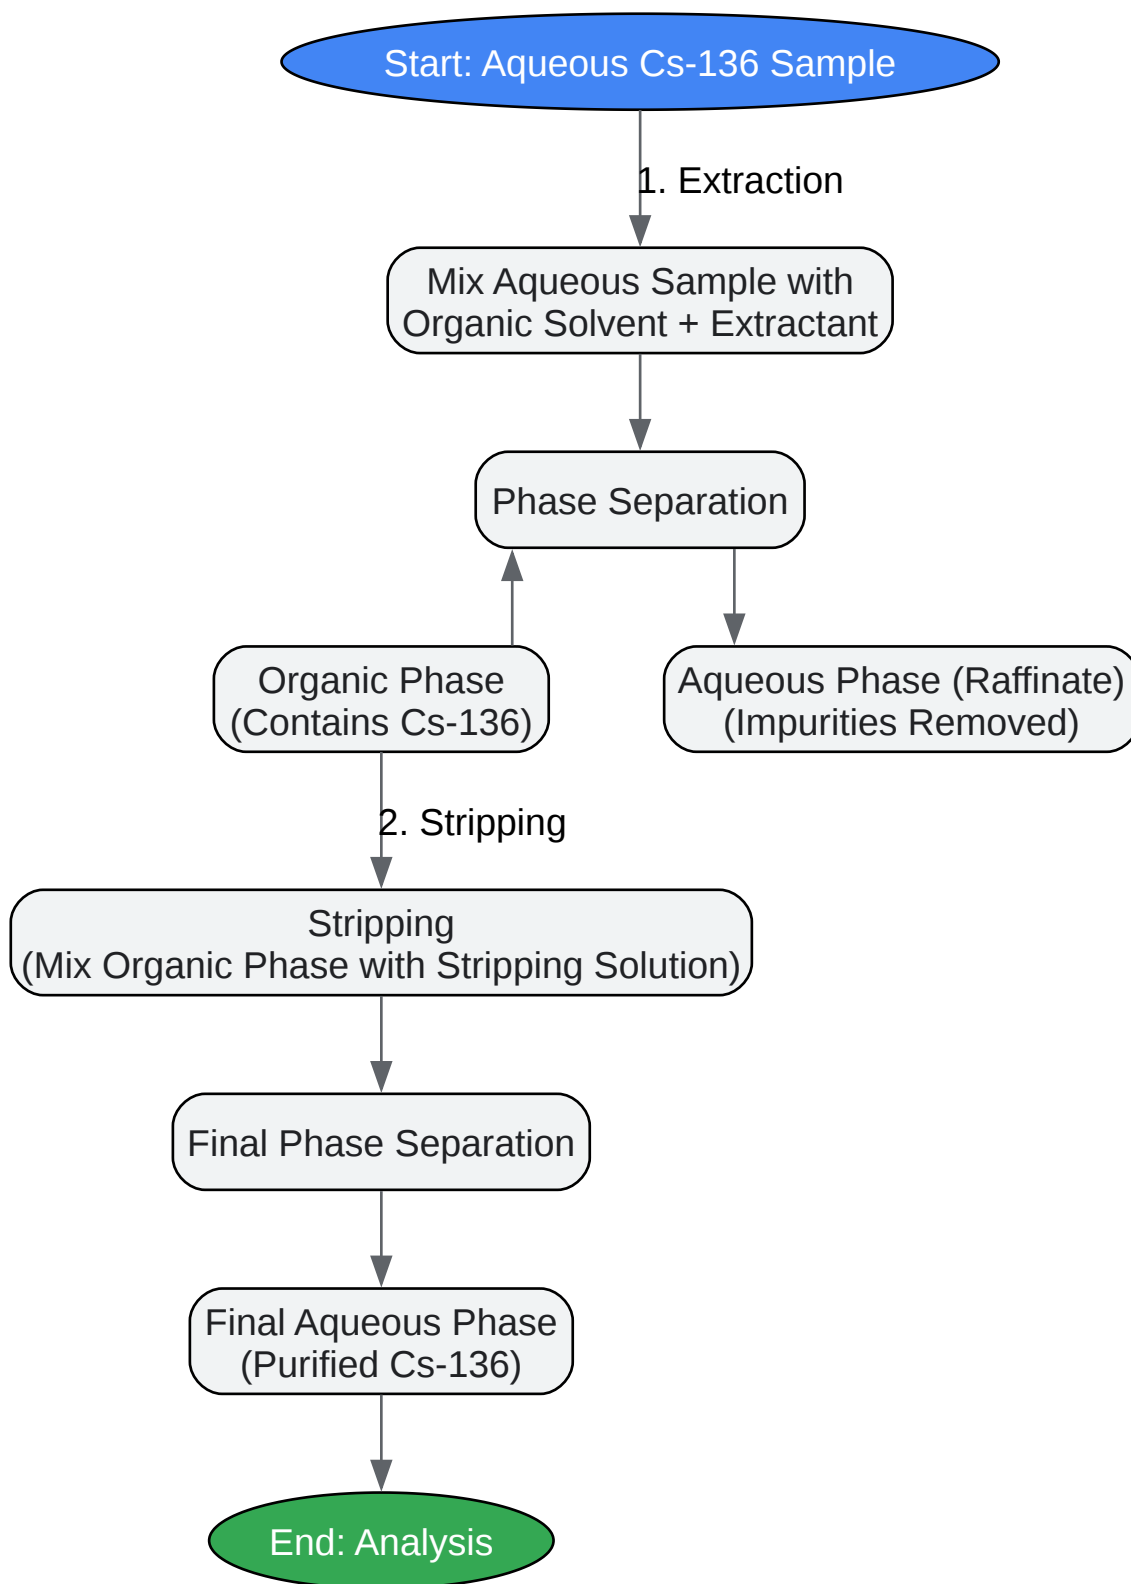 Start: Aqueous Cs-136 Sample
1. Extraction
Mix Aqueous Sample with
Organic Solvent + Extractant
Phase Separation
Organic Phase
(Contains Cs-136)
Aqueous Phase (Raffinate)
(Impurities Removed)
2. Stripping
Stripping
(Mix Organic Phase with Stripping Solution)
Final Phase Separation
Final Aqueous Phase
(Purified Cs-136)
End: Analysis